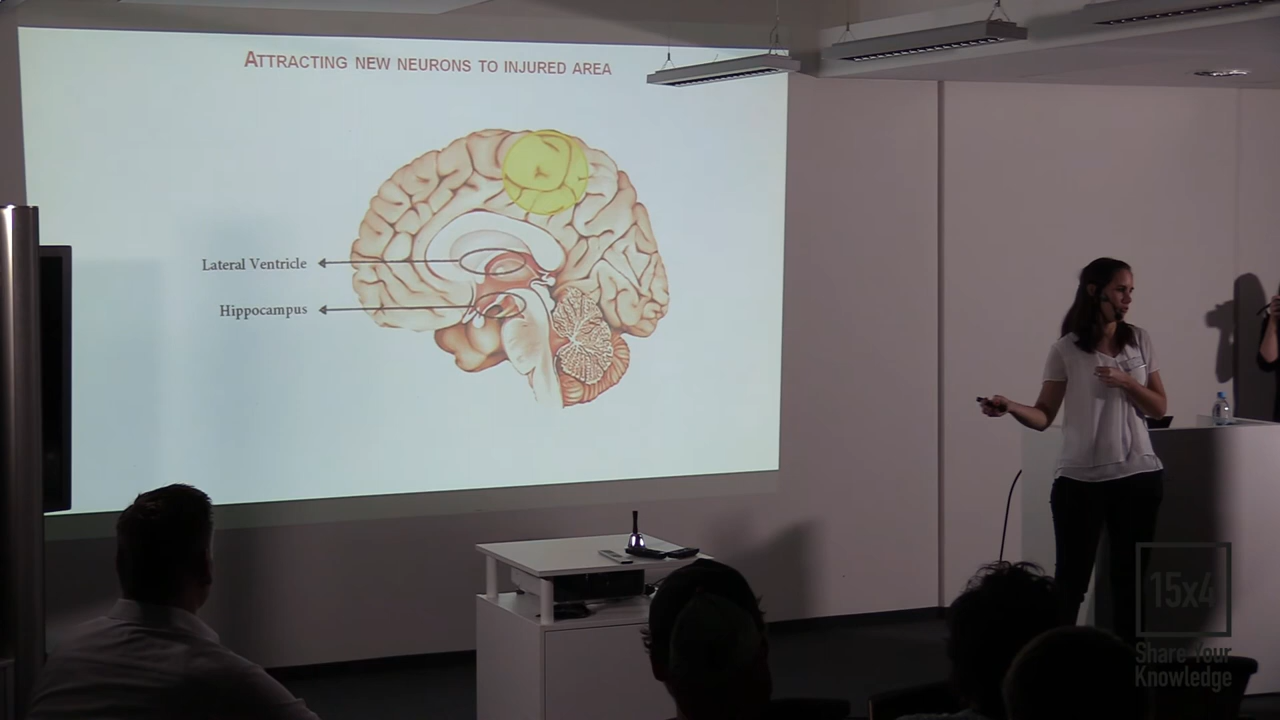 ATTRACTING NEW NEURONS TO INJURED AREA
Lateral Ventricle
Hippocampus
15x4
Share Your
Knowledge